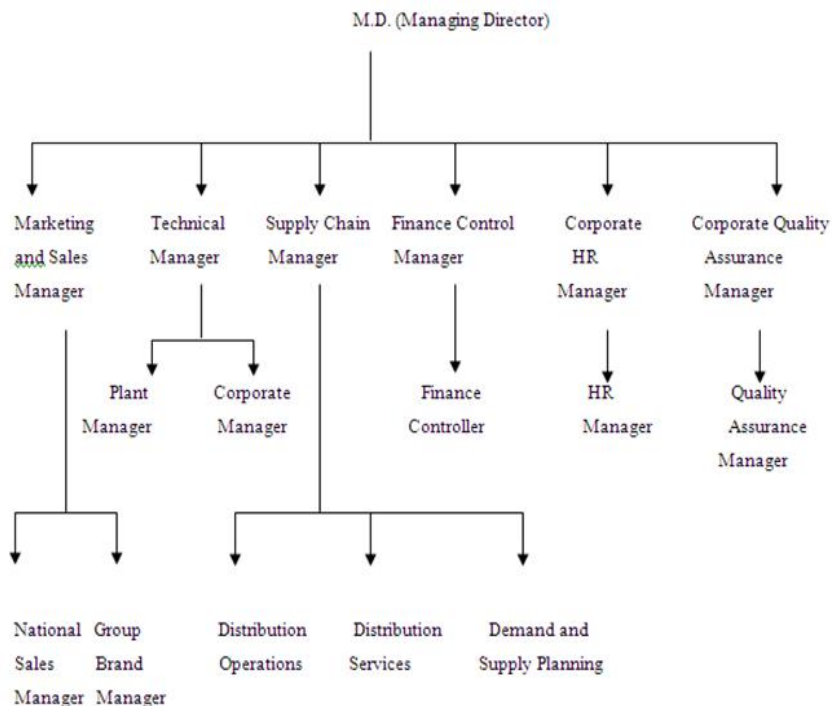 M.D. (Managing Director)
Marketing
and Sales
Manager
Technical
Manager
Supply Chain
Manager
Finance Control
Manager
Corporate
HR
Manager
Corporate Quality
Assurance
Manager
Plant
Manager
Corporate
Manager
Finance
Controller
HR
Manager
Quality
Assurance
Manager
National
Sales
Manager
Group
Brand
Manager
Distribution
Operations
Distribution
Services
Demand and
Supply Planning